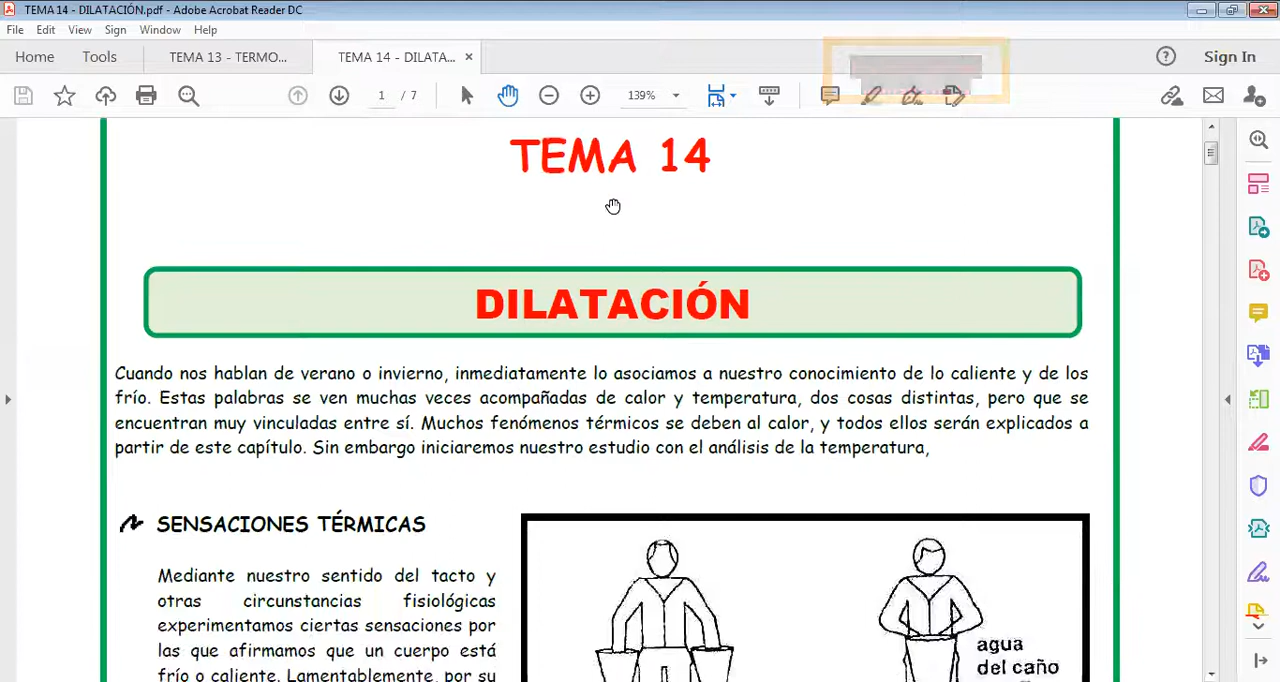 TEMA 14 - DILATACIÓN.pdf - Adobe Acrobat Reader DC
File Edit View Sign Window Help
Home Tools TEMA 13 - TERMO... TEMA 14 - DILATA... × Sign In
1 / 7 139%
TEMA 14
DILATACIÓN
Cuando nos hablan de verano o invierno, inmediatamente lo asociamos a nuestro conocimiento de lo caliente y de los
frío. Estas palabras se ven muchas veces acompañadas de calor y temperatura, dos cosas distintas, pero que se
encuentran muy vinculadas entre sí. Muchos fenómenos térmicos se deben al calor, y todos ellos serán explicados a
partir de este capítulo. Sin embargo iniciaremos nuestro estudio con el análisis de la temperatura,
SENSACIONES TÉRMICAS
Mediante nuestro sentido del tacto y
otras circunstancias fisiológicas
experimentamos ciertas sensaciones por
las que afirmamos que un cuerpo está
frío o caliente. Lamentablemente, por su
agua
del caño